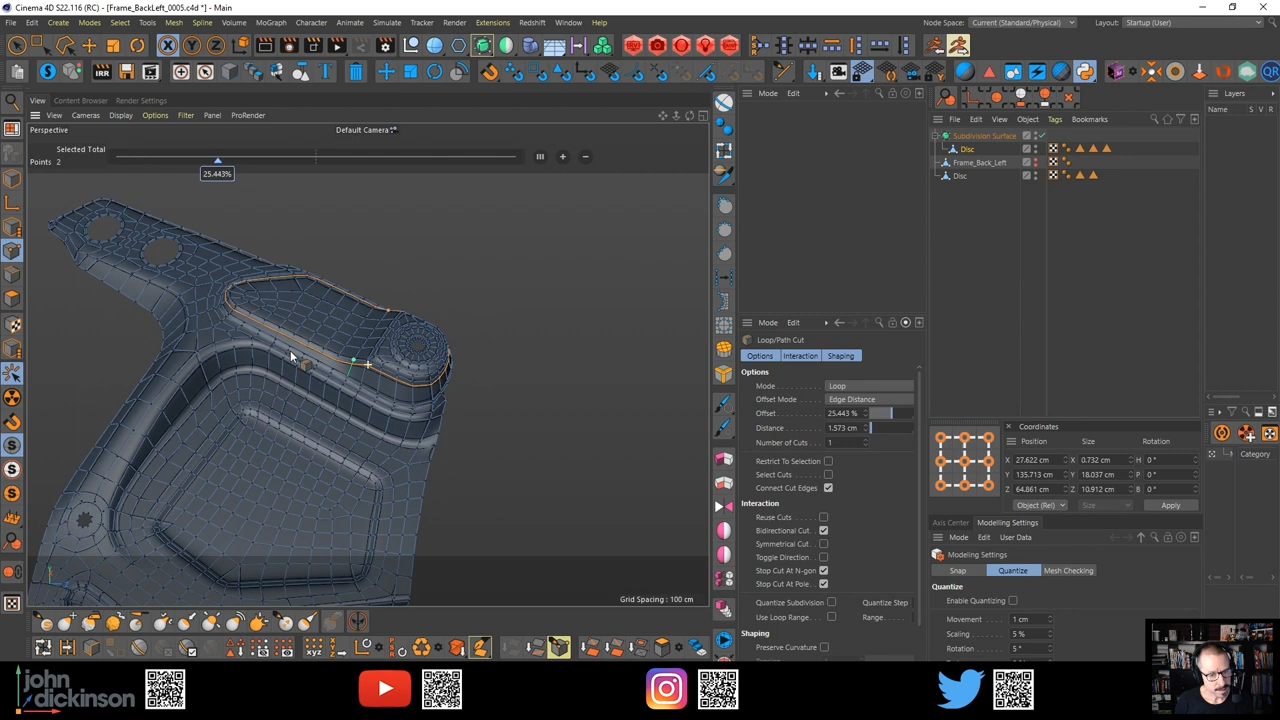 Cinema 4D S22.116 (RC) - [Frame_BackLeft_0005.c4d *] - Main
File Edit Create Modes Select Tools Mesh Splines Volume MoGraph Character Animate Simulate Tracker Render Extensions Redshift Window Help
Node Space: Current (Standard/Physical) Layout: Startup (User)
X Y Z
IRR
QR
View Content Browser Render Settings
View Cameras Display Options Filter Panel ProRender
Perspective
Default Camera
Selected Total
Points 2
25.443%
Grid Spacing : 100 cm
Mode Edit
Mode Edit
Loop/Path Cut
Options Interaction Shaping
Options
Mode Loop
Offset Mode Edge Distance
Offset 25.443 %
Distance 1.573 cm
Number of Cuts 1
Restrict To Selection
Select Cuts
Connect Cut Edges
Interaction
Reuse Cuts
Bidirectional Cut
Symmetrical Cut
Toggle Direction
Stop Cut At N-gon
Stop Cut At Pole
Quantize Subdivision Quantize Step
Use Loop Range Range
Shaping
Preserve Curvature
File Edit View Object Tags Bookmarks
Subdivision Surface
Disc
Frame_Back_Left
Disc
Layers
Name S V R
Coordinates
Position Size Rotation
X 27.622 cm X 0.732 cm H 0 °
Y 135.713 cm Y 18.037 cm P 0 °
Z 64.861 cm Z 10.912 cm B 0 °
Object (Rel) Size Apply
Category
Axis Center Modelling Settings
Mode Edit User Data
Modeling Settings
Snap Quantize Mesh Checking
Quantize
Enable Quantizing
Movement 1 cm
Scaling 5 %
Rotation 5 °
john
dickinson